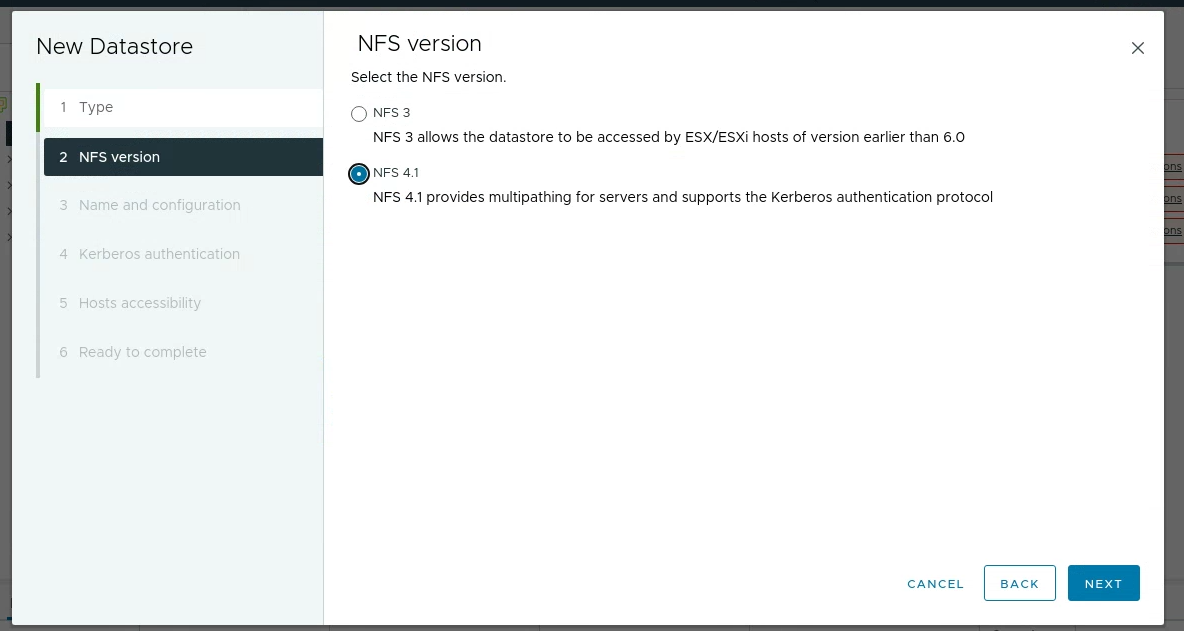 New Datastore
1 Type
2 NFS version
3 Name and configuration
4 Kerberos authentication
5 Hosts accessibility
6 Ready to complete
NFS version
Select the NFS version.
NFS 3
NFS 3 allows the datastore to be accessed by ESX/ESXi hosts of version earlier than 6.0
NFS 4.1
NFS 4.1 provides multipathing for servers and supports the Kerberos authentication protocol
CANCEL
BACK
NEXT
ons
ons
ons